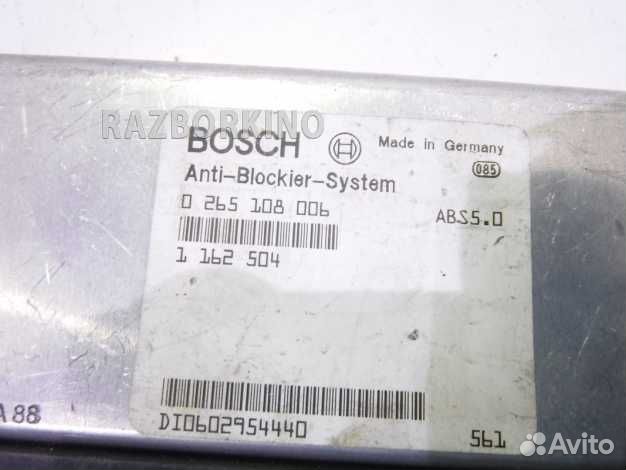 RAZBORKINO
BOSCH Made in Germany
085
Anti-Blockier-System
0 265 108 006 ABS5.0
1 162 504
A88
DI0602954440 561
Avito